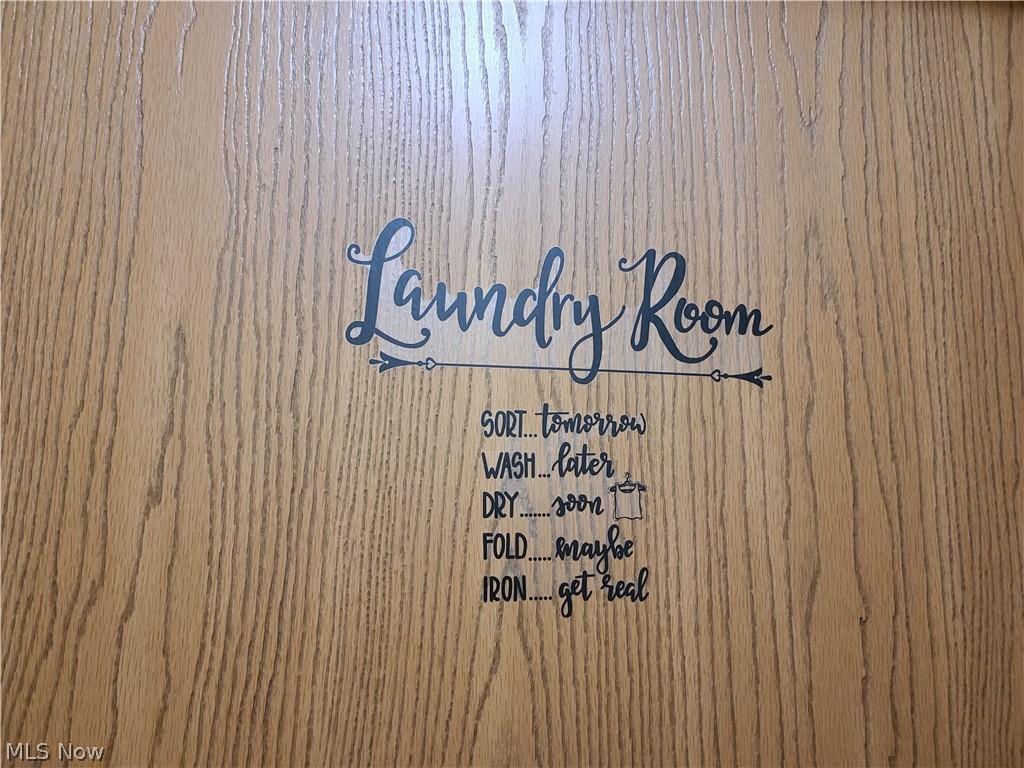 Laundry Room
SORT... tomorrow
WASH... later
DRY....... soon
FOLD..... maybe
IRON..... get real
MLS Now